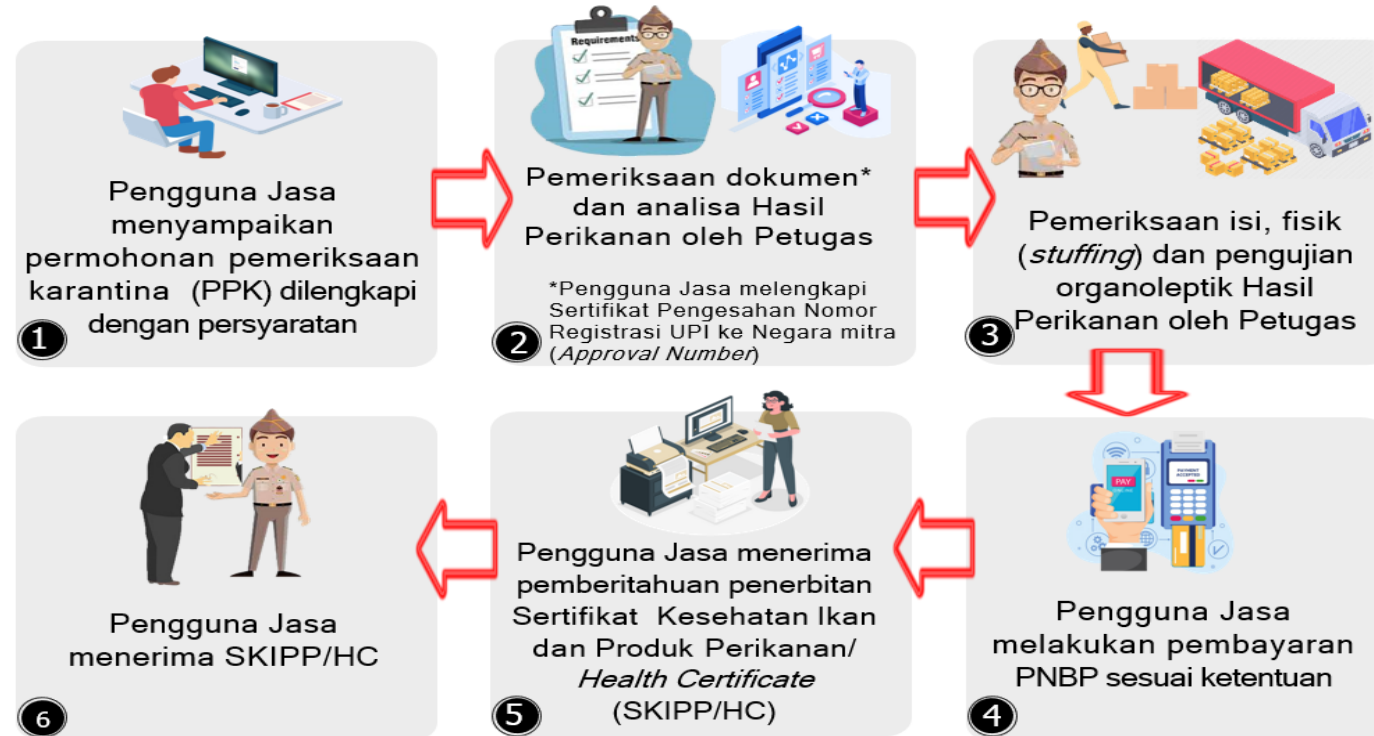 Pengguna Jasa
menyampaikan
permohonan pemeriksaan
karantina (PPK) dilengkapi
dengan persyaratan
1
Requirements
Pemeriksaan dokumen*
dan analisa Hasil
Perikanan oleh Petugas
*Pengguna Jasa melengkapi
Sertifikat Pengesahan Nomor
Registrasi UPI ke Negara mitra
(Approval Number)
2
Pemeriksaan isi, fisik
(stuffing) dan pengujian
organoleptik Hasil
Perikanan oleh Petugas
3
PAY
PAYMENT
ACCEPTED
Pengguna Jasa
melakukan pembayaran
PNBP sesuai ketentuan
4
Pengguna Jasa menerima
pemberitahuan penerbitan
Sertifikat Kesehatan Ikan
dan Produk Perikanan/
Health Certificate
(SKIPP/HC)
5
Pengguna Jasa
menerima SKIPP/HC
6